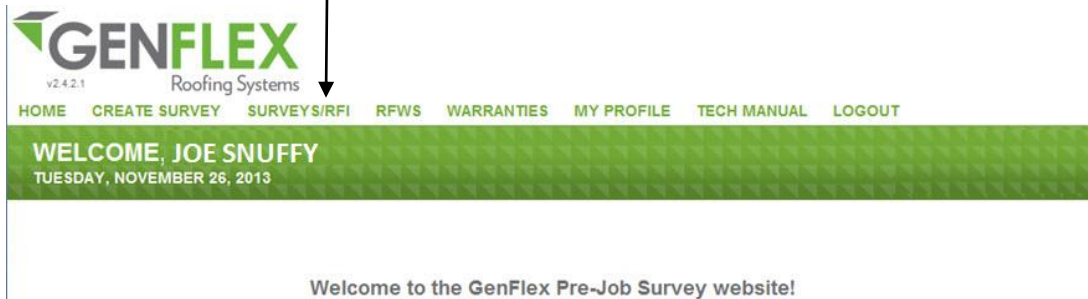 GENFLEX
v2.4.2.1 Roofing Systems
HOME CREATE SURVEY SURVEYS/RFI RFWS WARRANTIES MY PROFILE TECH MANUAL LOGOUT
WELCOME, JOE SNUFFY
TUESDAY, NOVEMBER 26, 2013
Welcome to the GenFlex Pre-Job Survey website!